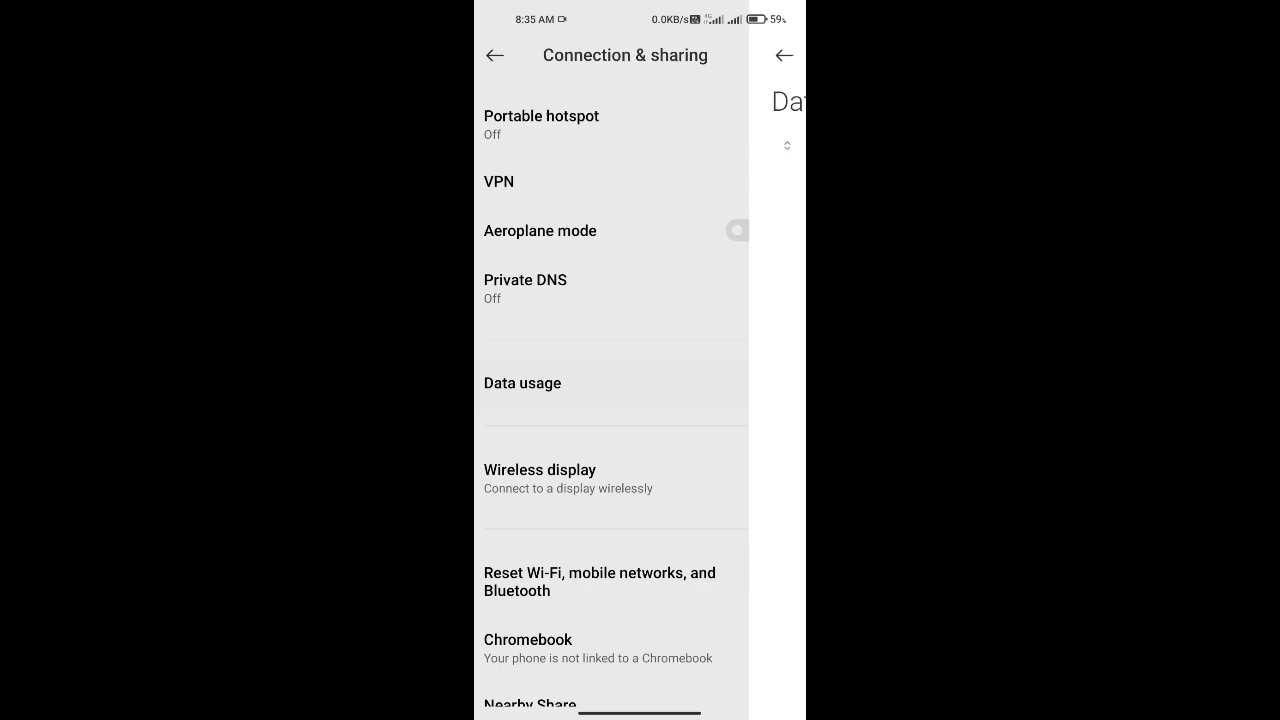 8:35 AM
0.0KB/s
59%
Connection & sharing
Da
Portable hotspot
Off
VPN
Aeroplane mode
Private DNS
Off
Data usage
Wireless display
Connect to a display wirelessly
Reset Wi-Fi, mobile networks, and
Bluetooth
Chromebook
Your phone is not linked to a Chromebook
Nearby Share